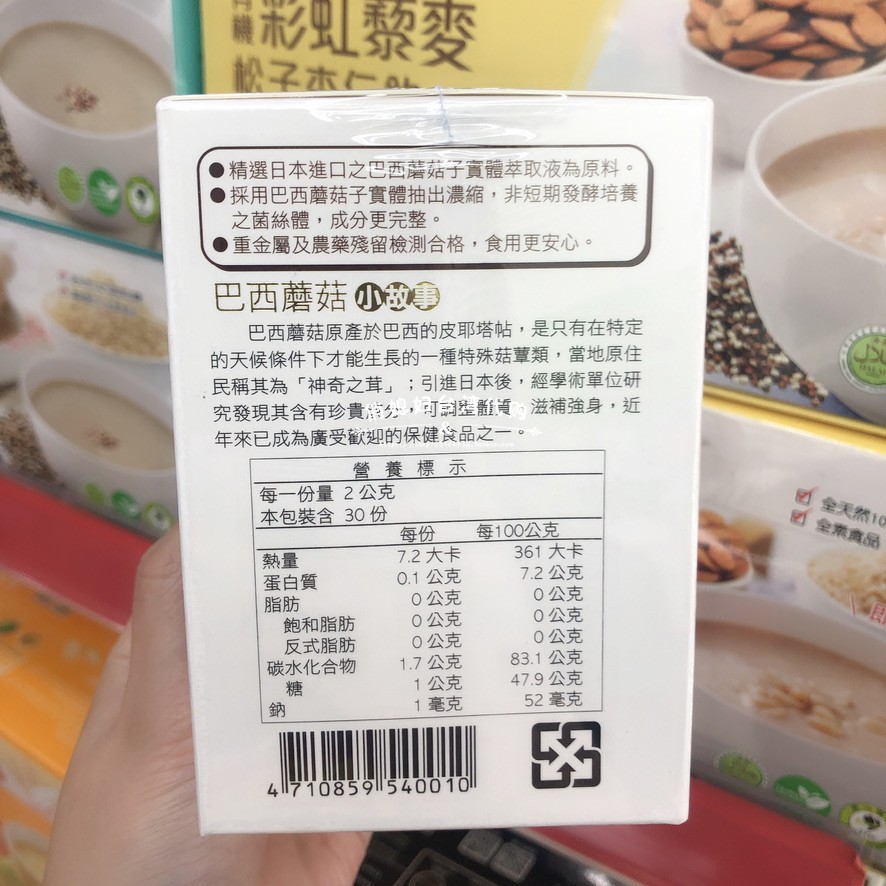 有機
彩虹藜麥
● 精選日本進口之巴西蘑菇子實體萃取液為原料。
● 採用巴西蘑菇子實體抽出濃縮，非短期發酵培養
之菌絲體，成分更完整。
● 重金屬及農藥殘留檢測合格，食用更安心。
巴西蘑菇 小故事
巴西蘑菇原產於巴西的皮耶塔帖，是只有在特定
的天候條件下才能生長的一種特殊菇蕈類，當地原住
民稱其為「神奇之茸」；引進日本後，經學術單位研
究發現其含有珍貴成分，可調整體質、滋補強身，近
年來已成為廣受歡迎的保健食品之一。
營養標示
每一份量 2 公克
本包裝含 30 份
每份 每100公克
熱量 7.2 大卡 361 大卡
蛋白質 0.1 公克 7.2 公克
脂肪 0 公克 0 公克
飽和脂肪 0 公克 0 公克
反式脂肪 0 公克 0 公克
碳水化合物 1.7 公克 83.1 公克
糖 1 公克 47.9 公克
鈉 1 毫克 52 毫克
4 710859 540010
全天然10
全素食品